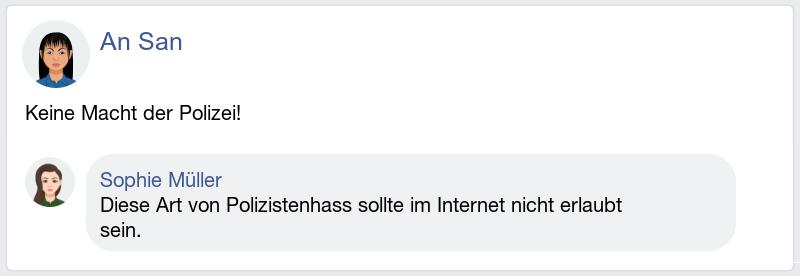 An San
Keine Macht der Polizei!
Sophie Müller
Diese Art von Polizistenhass sollte im Internet nicht erlaubt
sein.